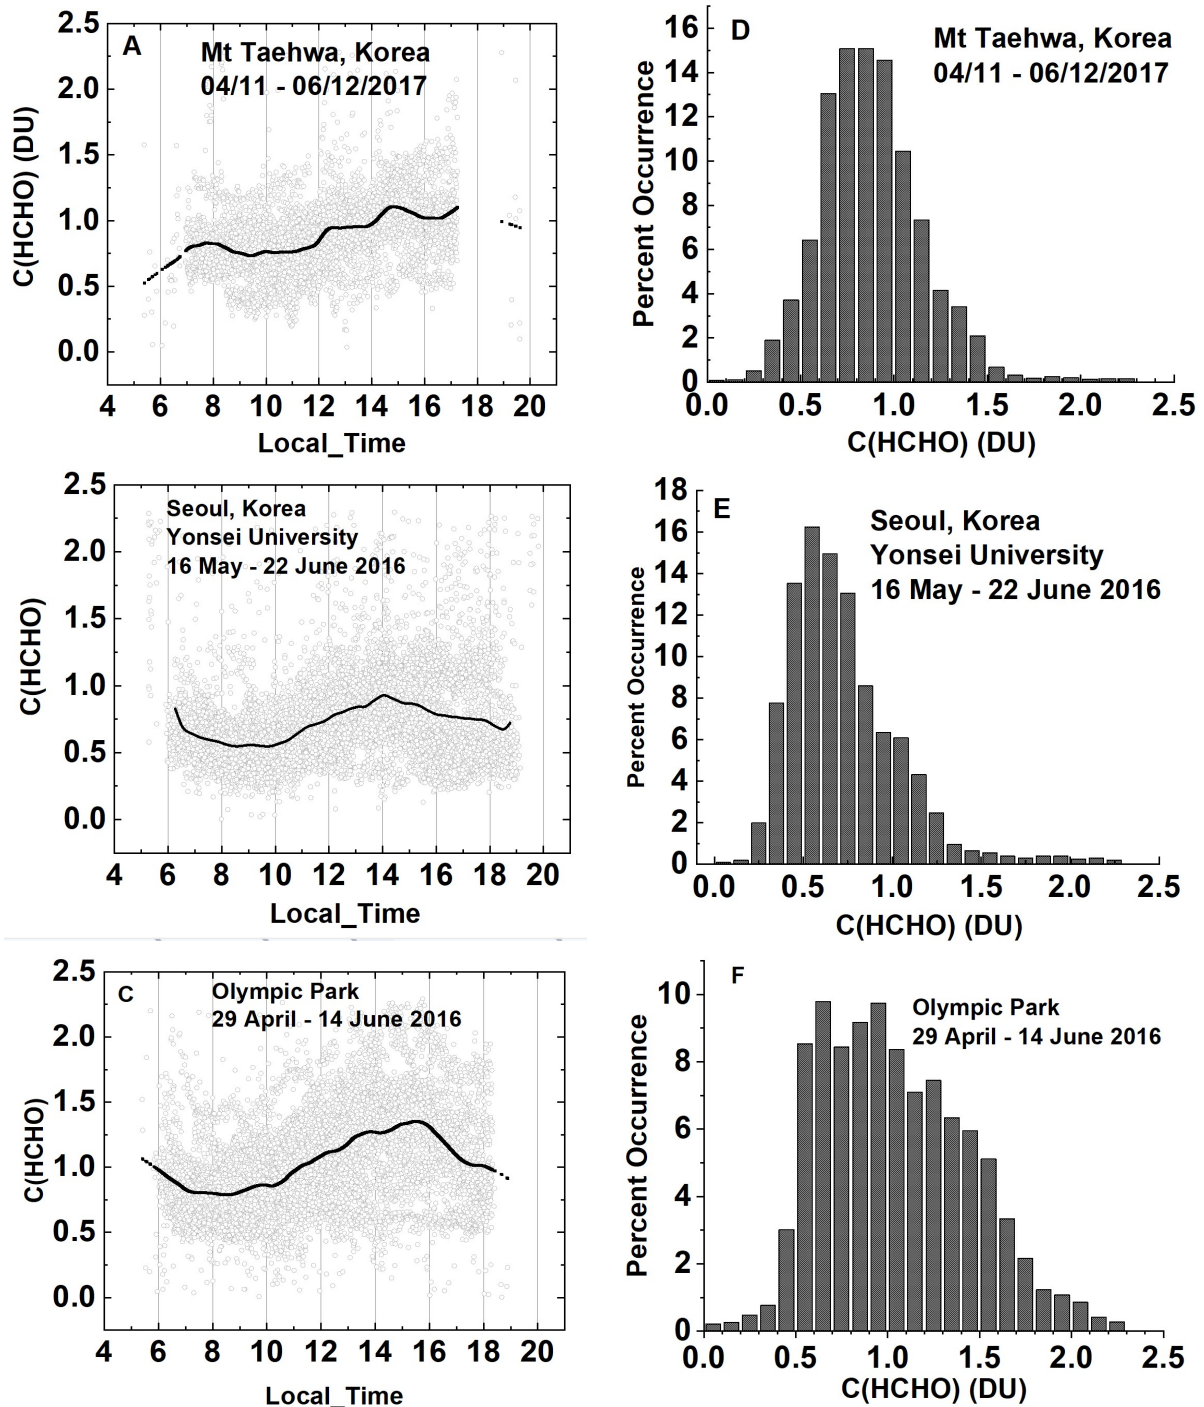 A
Mt Taehwa, Korea
04/11 - 06/12/2017
C(HCHO) (DU)
2.5
2.0
1.5
1.0
0.5
0.0
4 6 8 10 12 14 16 18 20
Local_Time
D
Mt Taehwa, Korea
04/11 - 06/12/2017
Percent Occurrence
16
14
12
10
8
6
4
2
0
0.0 0.5 1.0 1.5 2.0 2.5
C(HCHO) (DU)
Seoul, Korea
Yonsei University
16 May - 22 June 2016
C(HCHO)
2.5
2.0
1.5
1.0
0.5
0.0
4 6 8 10 12 14 16 18 20
Local_Time
E
Seoul, Korea
Yonsei University
16 May - 22 June 2016
Percent Occurrence
18
16
14
12
10
8
6
4
2
0
0.0 0.5 1.0 1.5 2.0 2.5
C(HCHO) (DU)
C
Olympic Park
29 April - 14 June 2016
C(HCHO)
2.5
2.0
1.5
1.0
0.5
0.0
4 6 8 10 12 14 16 18 20
Local_Time
F
Olympic Park
29 April - 14 June 2016
Percent Occurrence
10
8
6
4
2
0
0.0 0.5 1.0 1.5 2.0 2.5
C(HCHO) (DU)